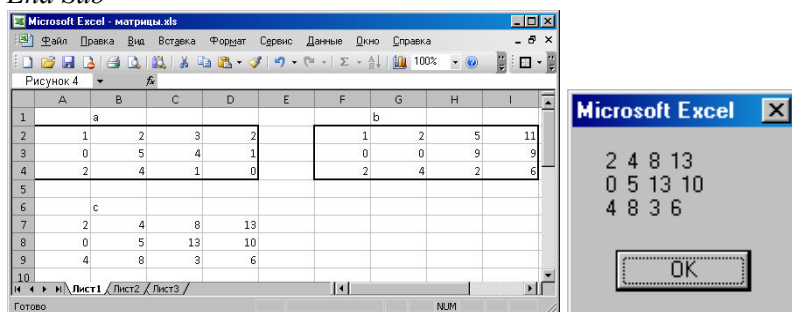 End Sub
Microsoft Excel - матрицы.xls
Файл Правка Вид Вставка Формат Сервис Данные Окно Справка
100%
Рисунок 4 fx
A B C D E F G H I
1 a b
2 1 2 3 2 1 2 5 11
3 0 5 4 1 0 0 9 9
4 2 4 1 0 2 4 2 6
5
6 c
7 2 4 8 13
8 0 5 13 10
9 4 8 3 6
10
Лист1 Лист2 Лист3
Готово NUM
Microsoft Excel
2 4 8 13
0 5 13 10
4 8 3 6
OK